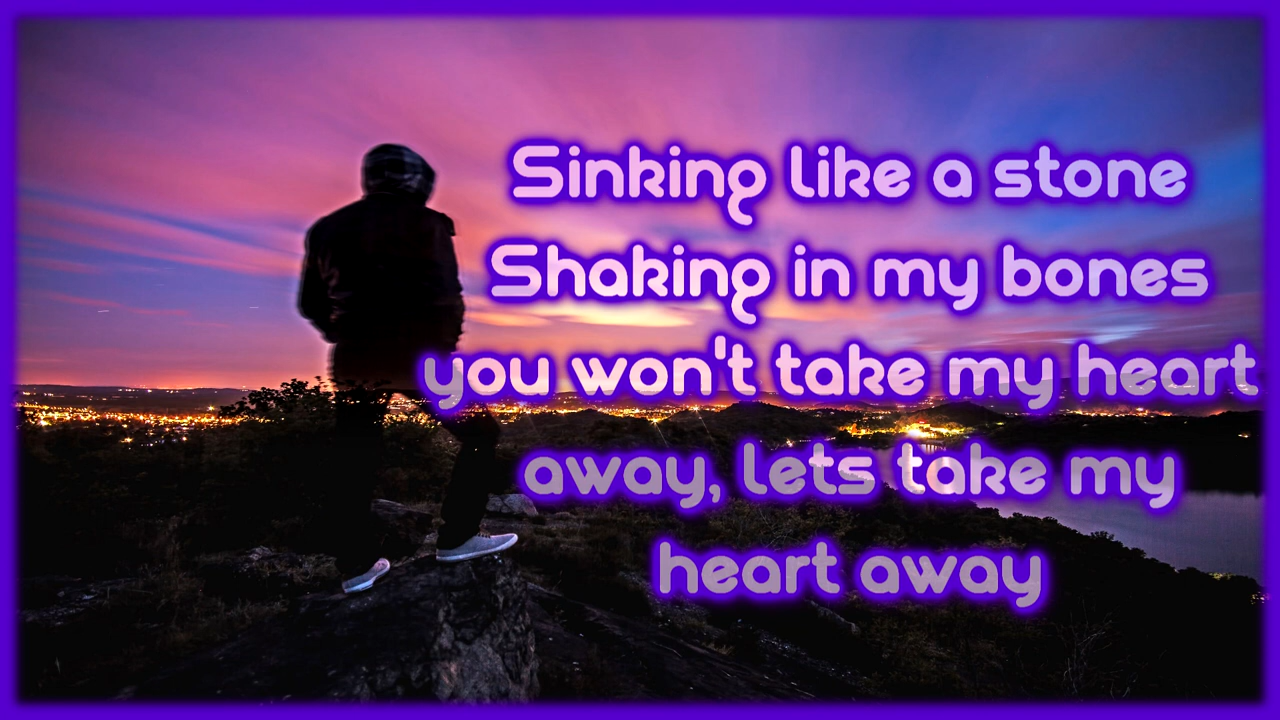 Sinking like a stone
Shaking in my bones
you won't take my heart
away, lets take my
heart away